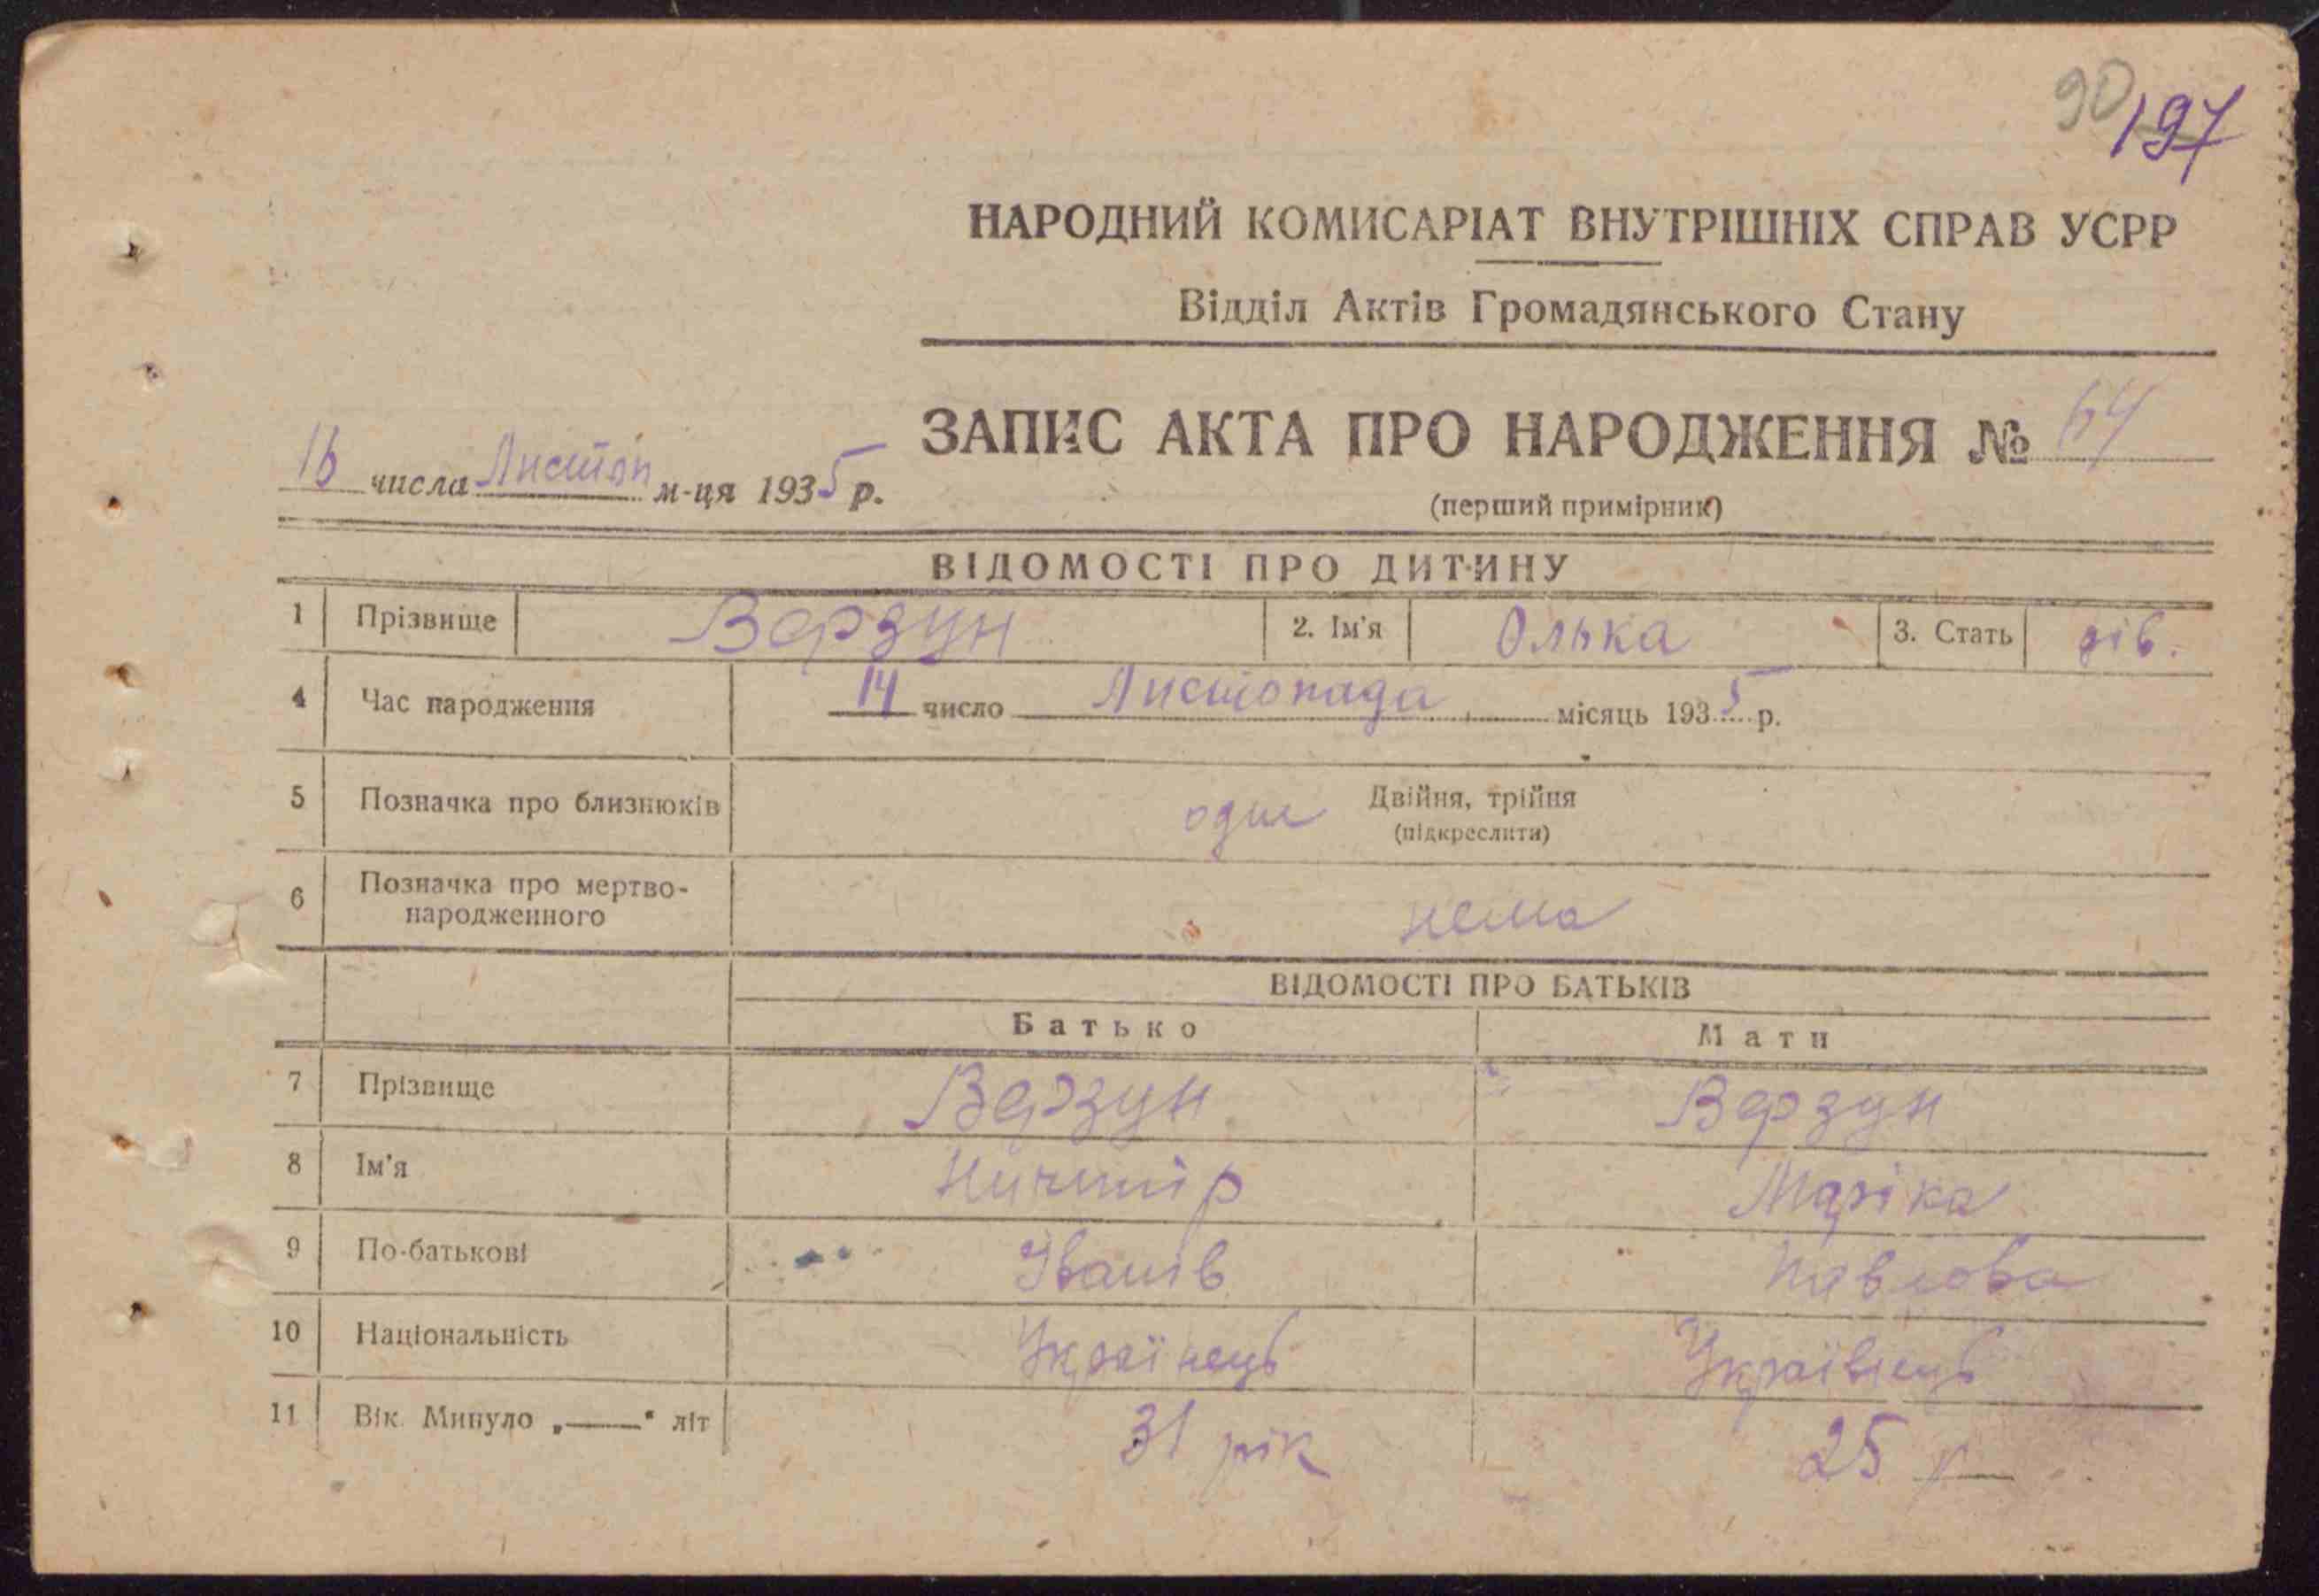 90
197
НАРОДНИЙ КОМИСАРІАТ ВНУТРІШНІХ СПРАВ УСРР
Відділ Актів Громадянського Стану
ЗАПИС АКТА ПРО НАРОДЖЕННЯ № 64
16 числа Листоп м-ця 1935 р.
(перший примірник)
ВІДОМОСТІ ПРО ДИТИНУ
1 Прізвище Верзун 2. Ім'я Олька 3. Стать дів.
4 Час народження 14 число Листопада місяць 1935 р.
5 Позначка про близнюків одне Двійня, трійня
(підкреслити)
6 Позначка про мертво-
народженного нема
ВІДОМОСТІ ПРО БАТЬКІВ
Батько Мати
7 Прізвище Верзун Верзун
8 Ім'я Ничипір Маріка
9 По-батькові Іванів Павлова
10 Національність Українець Українець
11 Вік. Минуло „——“ літ 31 рік 25 р